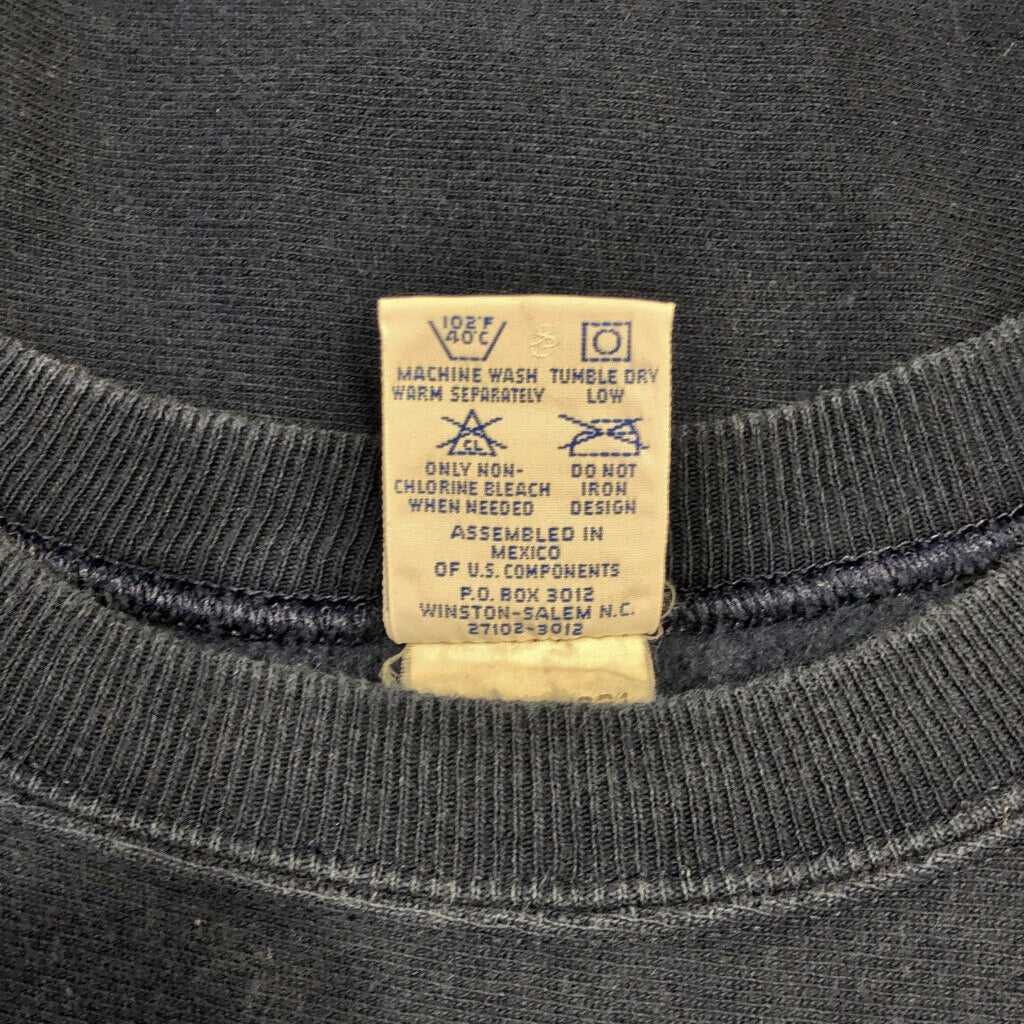 102°F
40°C
MACHINE WASH TUMBLE DRY
WARM SEPARATELY LOW
CL
ONLY NON- DO NOT
CHLORINE BLEACH IRON
WHEN NEEDED DESIGN
ASSEMBLED IN
MEXICO
OF U.S. COMPONENTS
P.O. BOX 3012
WINSTON-SALEM N.C.
27102-3012